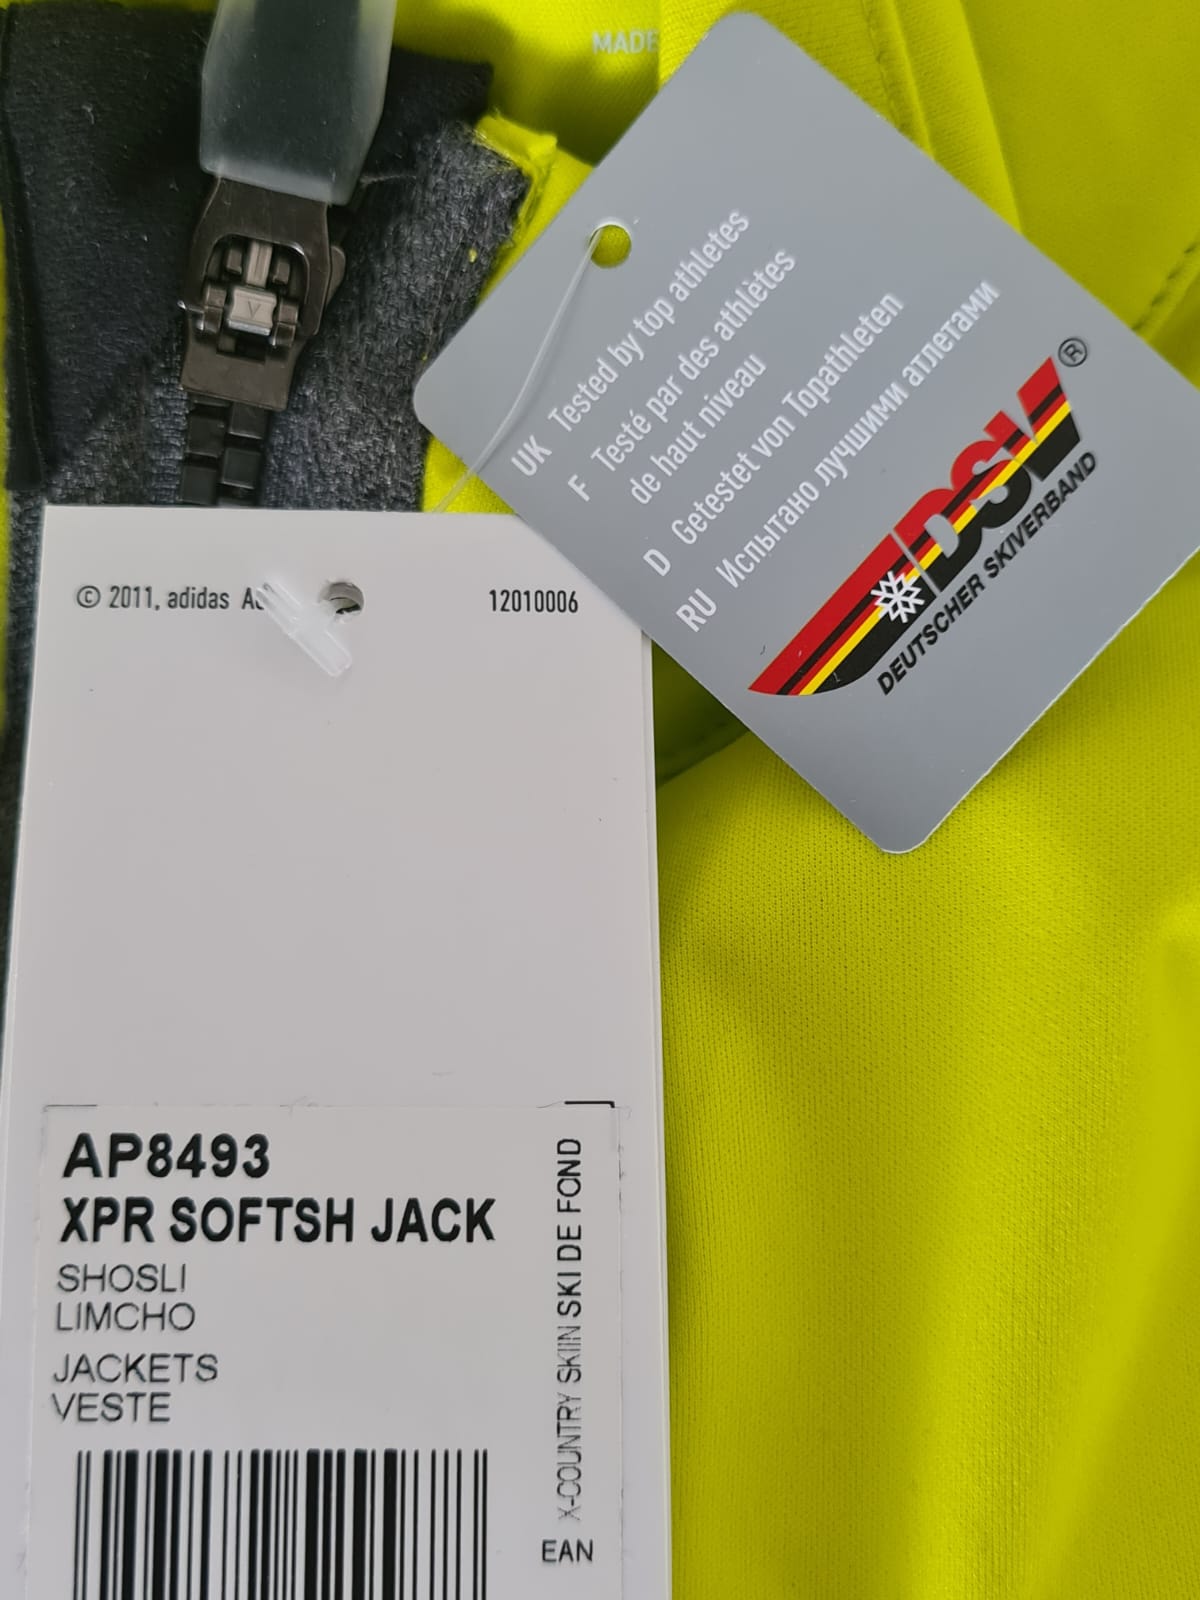 MADE
UK Tested by top athletes
F Testé par des athlètes
de haut niveau
D Getestet von Topathleten
RU Испытано лучшими атлетами
DSV®
DEUTSCHER SKIVERBAND
© 2011, adidas
12010006
AP8493
XPR SOFTSH JACK
SHOSLI
LIMCHO
JACKETS
VESTE
X-COUNTRY SKIIN SKI DE FOND
EAN